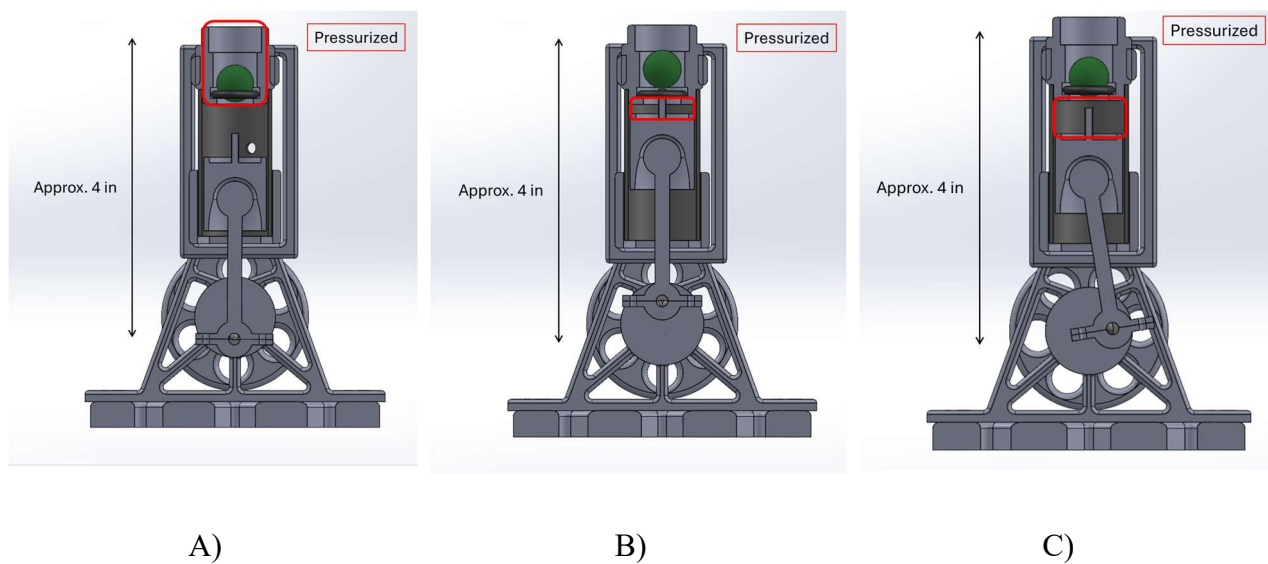 Pressurized
Approx. 4 in
Pressurized
Approx. 4 in
Pressurized
Approx. 4 in
A)
B)
C)